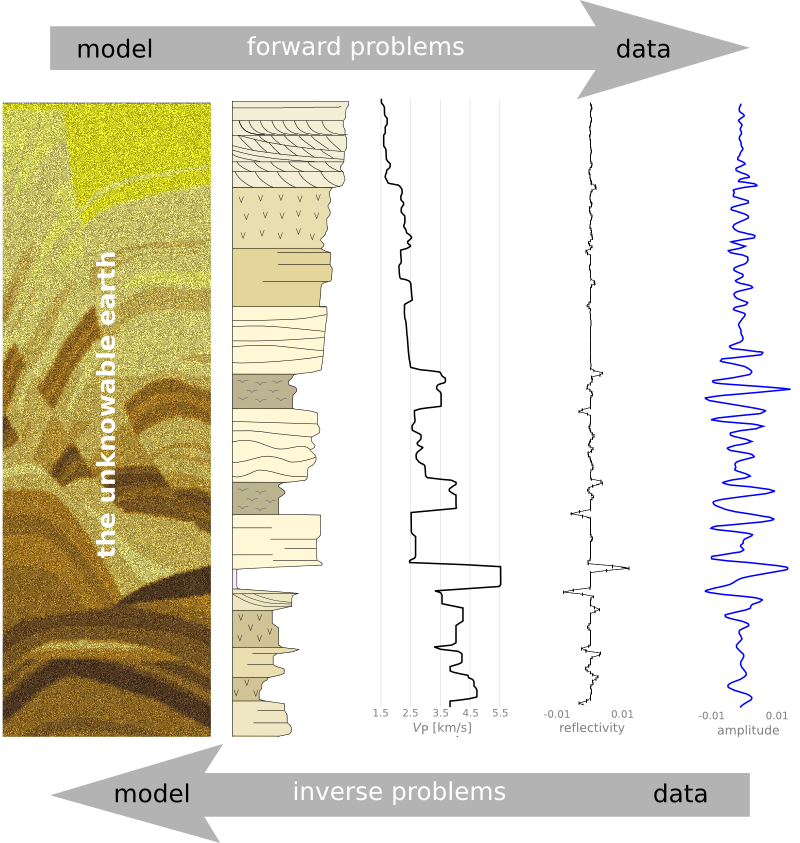 model forward problems data
the unknowable earth
1.5 2.5 3.5 4.5 5.5
VP [km/s]
-0.01 0.01
reflectivity
-0.01 0.01
amplitude
model inverse problems data